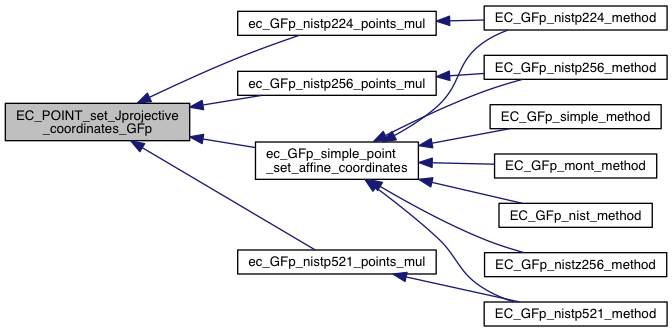 EC_POINT_set_Jprojective
_coordinates_GFp
ec_GFp_nistp224_points_mul
ec_GFp_nistp256_points_mul
ec_GFp_simple_point
_set_affine_coordinates
ec_GFp_nistp521_points_mul
EC_GFp_nistp224_method
EC_GFp_nistp256_method
EC_GFp_simple_method
EC_GFp_mont_method
EC_GFp_nist_method
EC_GFp_nistz256_method
EC_GFp_nistp521_method